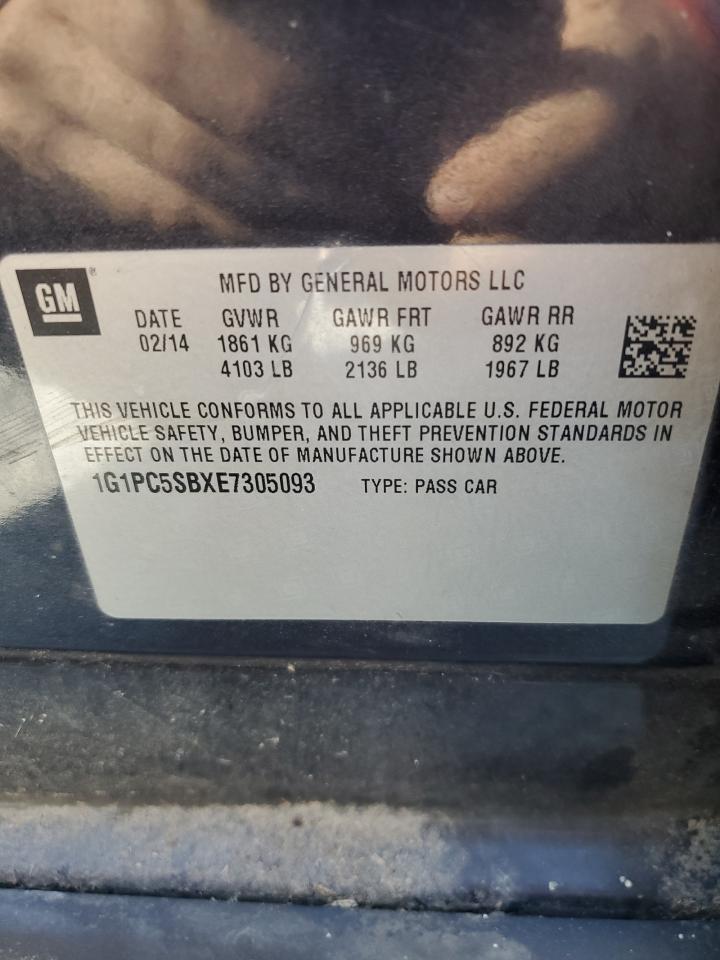 GM ®
MFD BY GENERAL MOTORS LLC
DATE GVWR GAWR FRT GAWR RR
02/14 1861 KG 969 KG 892 KG
4103 LB 2136 LB 1967 LB
THIS VEHICLE CONFORMS TO ALL APPLICABLE U.S. FEDERAL MOTOR
VEHICLE SAFETY, BUMPER, AND THEFT PREVENTION STANDARDS IN
EFFECT ON THE DATE OF MANUFACTURE SHOWN ABOVE.
1G1PC5SBXE7305093 TYPE: PASS CAR